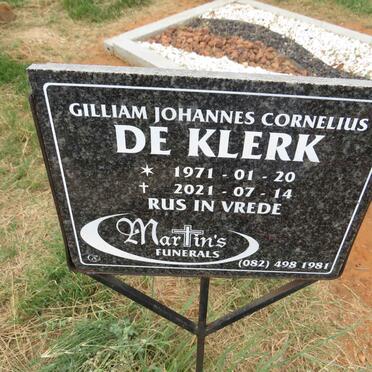 GILLIAM JOHANNES CORNELIUS
DE KLERK
✶ 1971 - 01 - 20
✝ 2021 - 07 - 14
RUS IN VREDE
Martin's
FUNERALS
(082) 498 1981